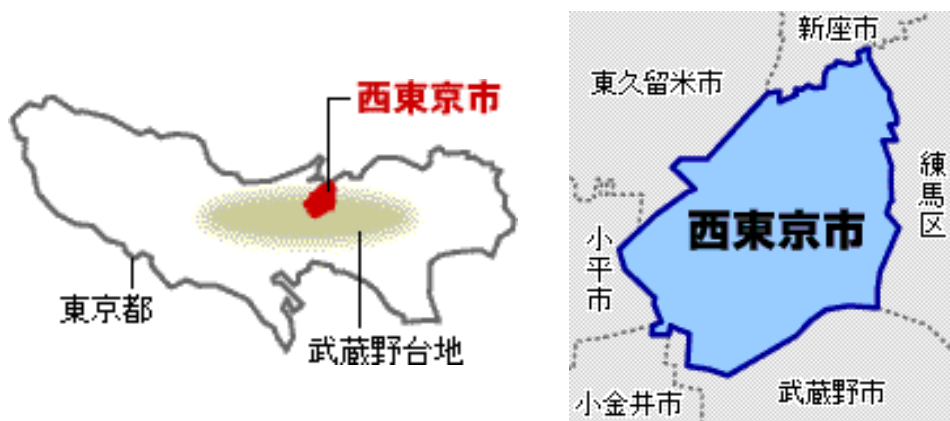 西東京市
東京都
武蔵野台地
新座市
東久留米市
練馬区
西東京市
小平市
小金井市
武蔵野市